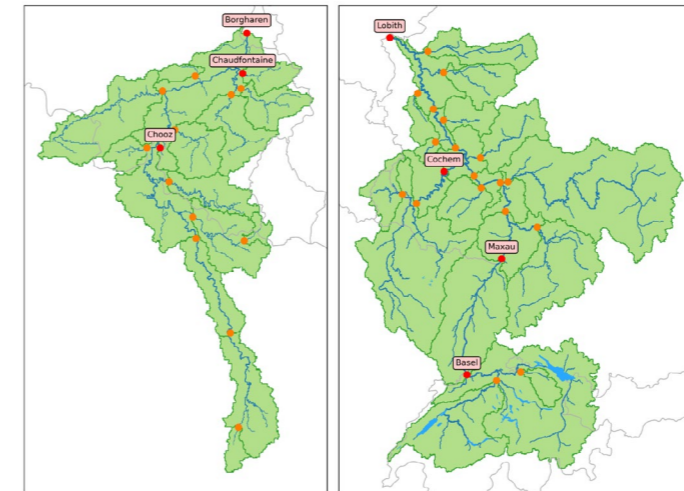 Borgharen
Chaudfontaine
Chooz
Lobith
Cochem
Maxau
Basel